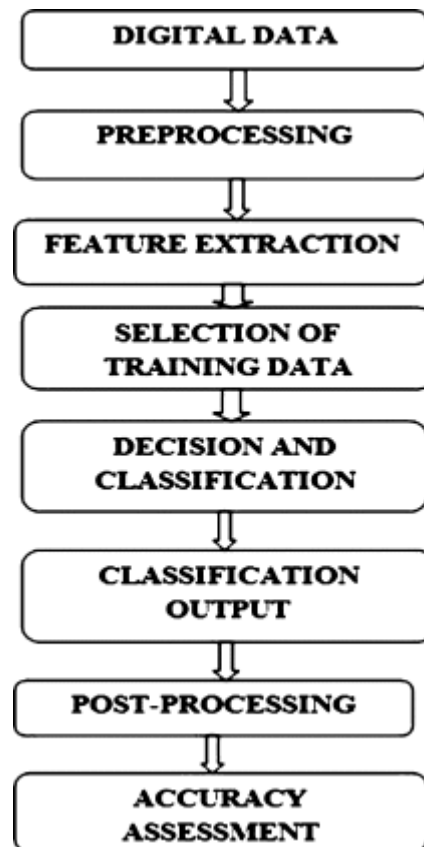 DIGITAL DATA
PREPROCESSING
FEATURE EXTRACTION
SELECTION OF
TRAINING DATA
DECISION AND
CLASSIFICATION
CLASSIFICATION
OUTPUT
POST-PROCESSING
ACCURACY
ASSESSMENT